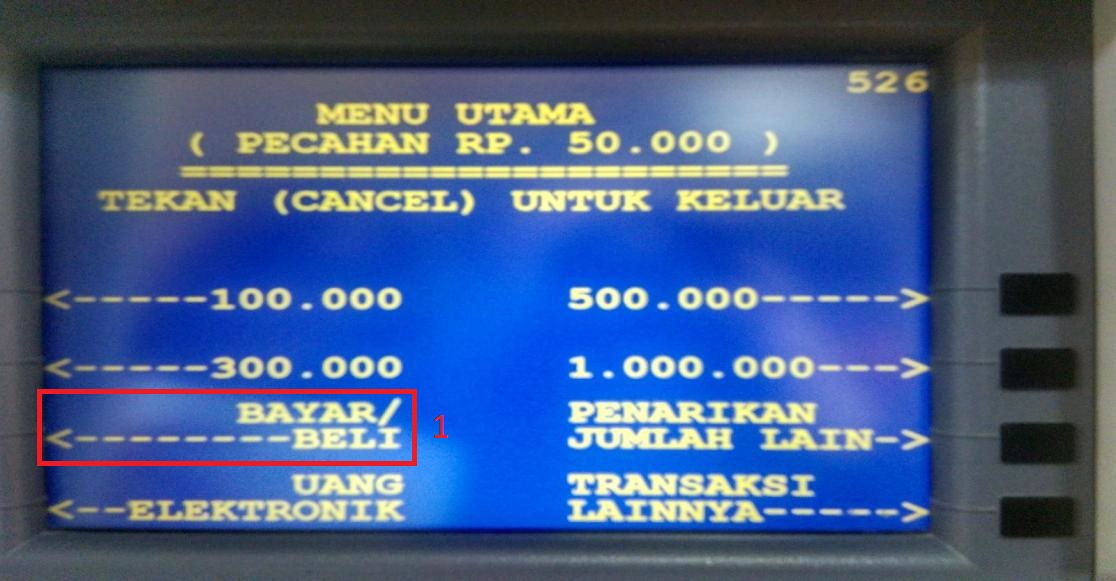 526
MENU UTAMA
( PECAHAN RP. 50.000 )
=======================
TEKAN (CANCEL) UNTUK KELUAR
<-----100.000
500.000----->
<-----300.000
1.000.000--->
BAYAR/
<---------BELI
1
PENARIKAN
JUMLAH LAIN->
UANG
<--ELEKTRONIK
TRANSAKSI
LAINNYA----->